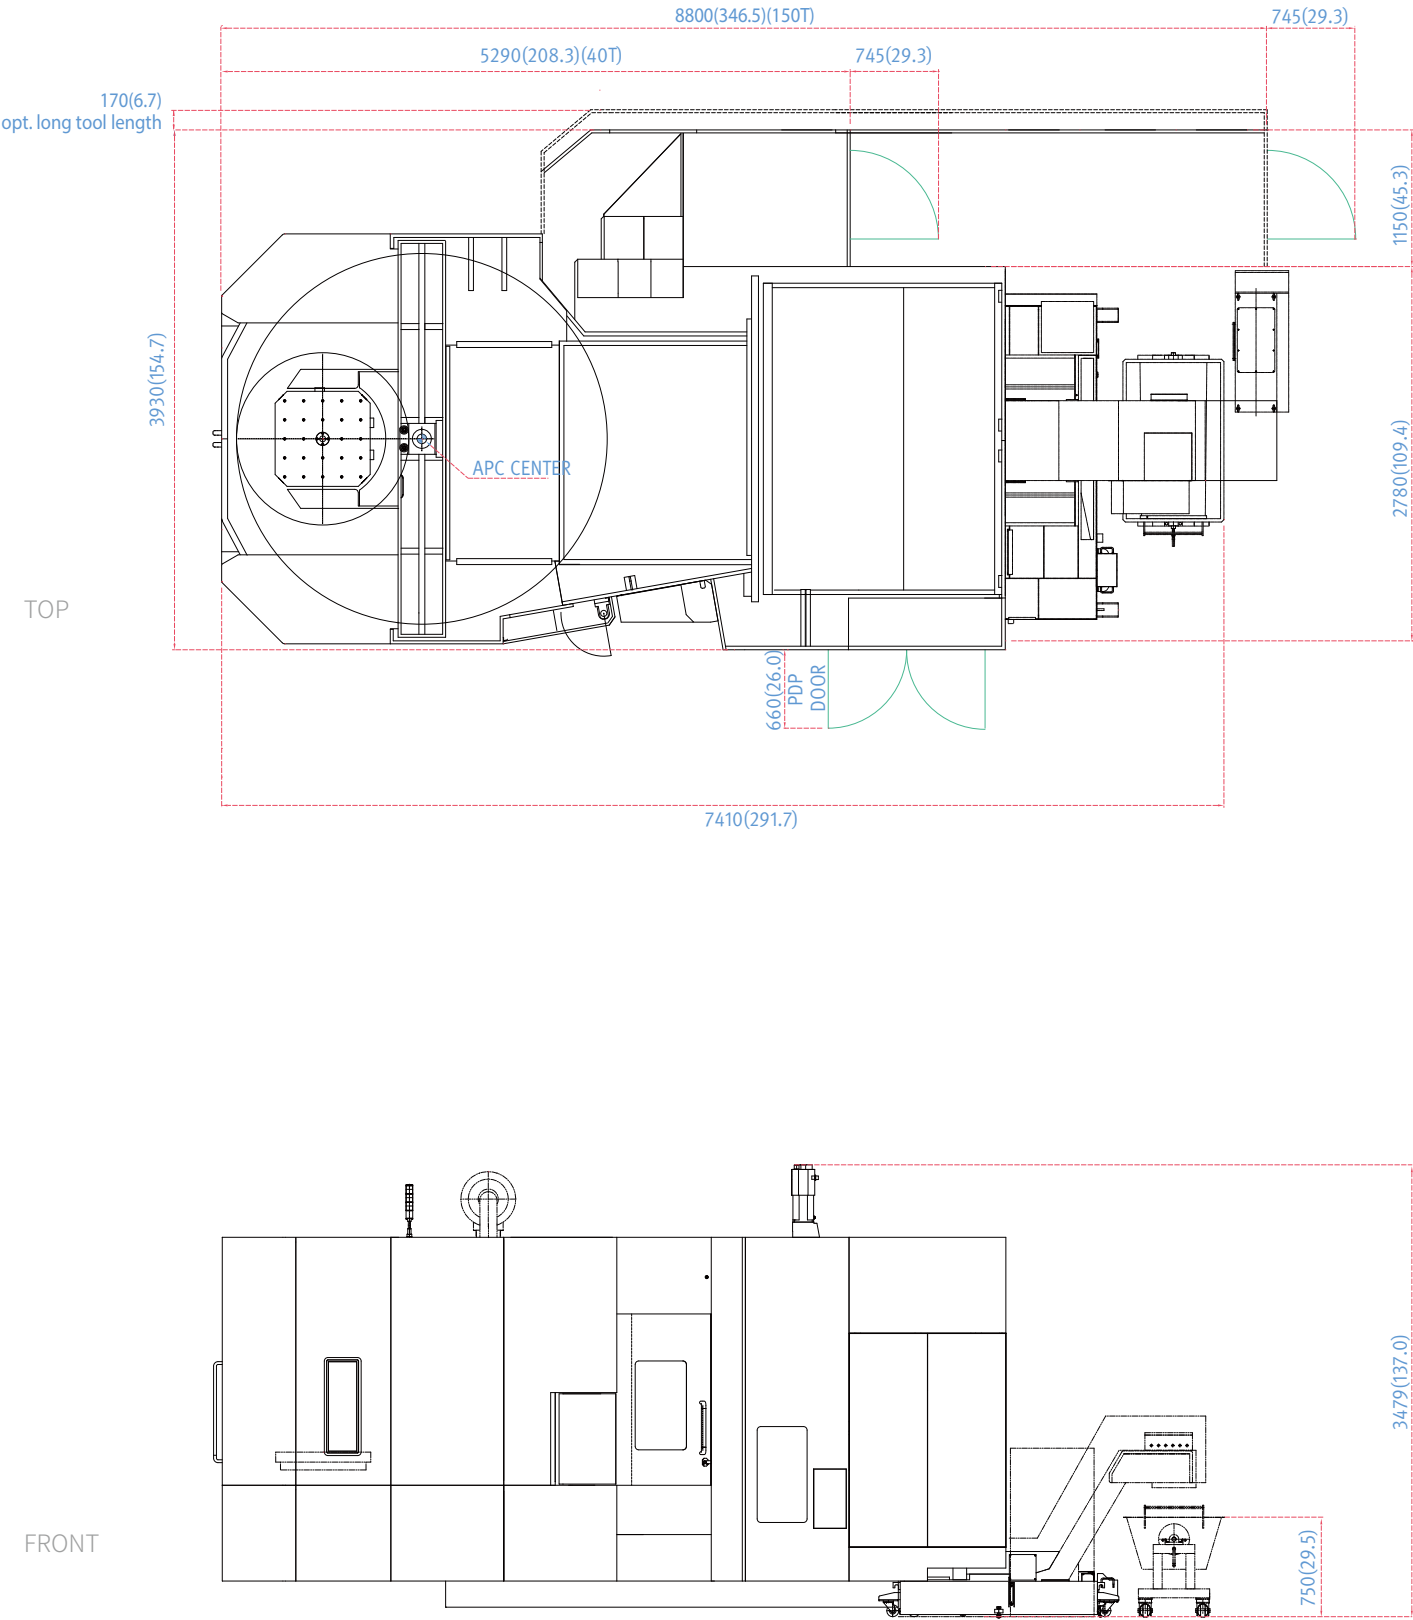 8800(346.5)(150T)
745(29.3)
5290(208.3)(40T)
745(29.3)
170(6.7)
opt. long tool length
1150(45.3)
3930(154.7)
APC CENTER
2780(109.4)
TOP
660(26.0)
PDP
DOOR
7410(291.7)
3479(137.0)
FRONT
750(29.5)